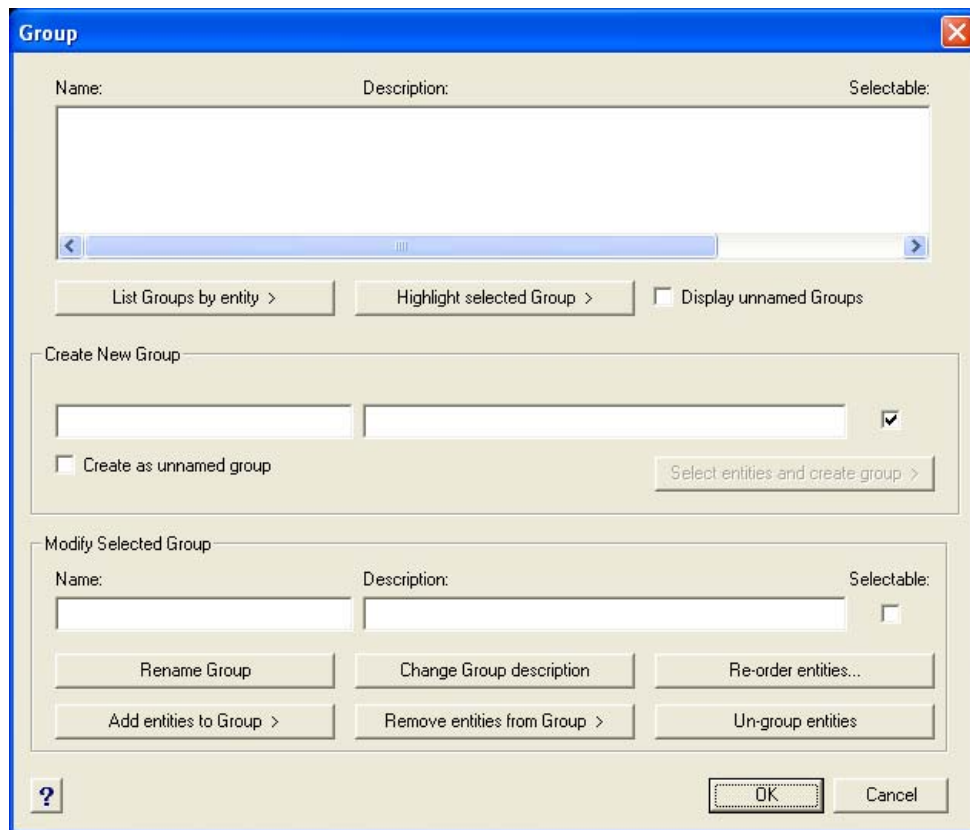 Group
Name: Description: Selectable:
List Groups by entity > Highlight selected Group > Display unnamed Groups
Create New Group
Create as unnamed group
Select entities and create group >
Modify Selected Group
Name: Description: Selectable:
Rename Group Change Group description Re-order entities...
Add entities to Group > Remove entities from Group > Un-group entities
? OK Cancel